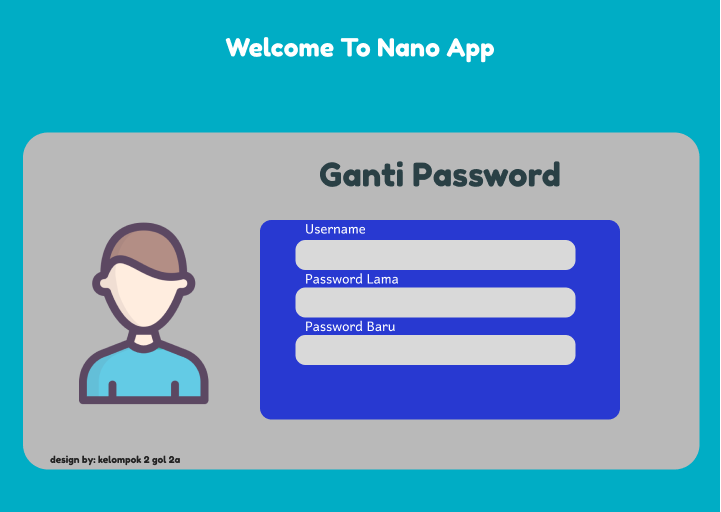 Welcome To Nano App
Ganti Password
Username
Password Lama
Password Baru
design by: kelompok 2 gol 2a